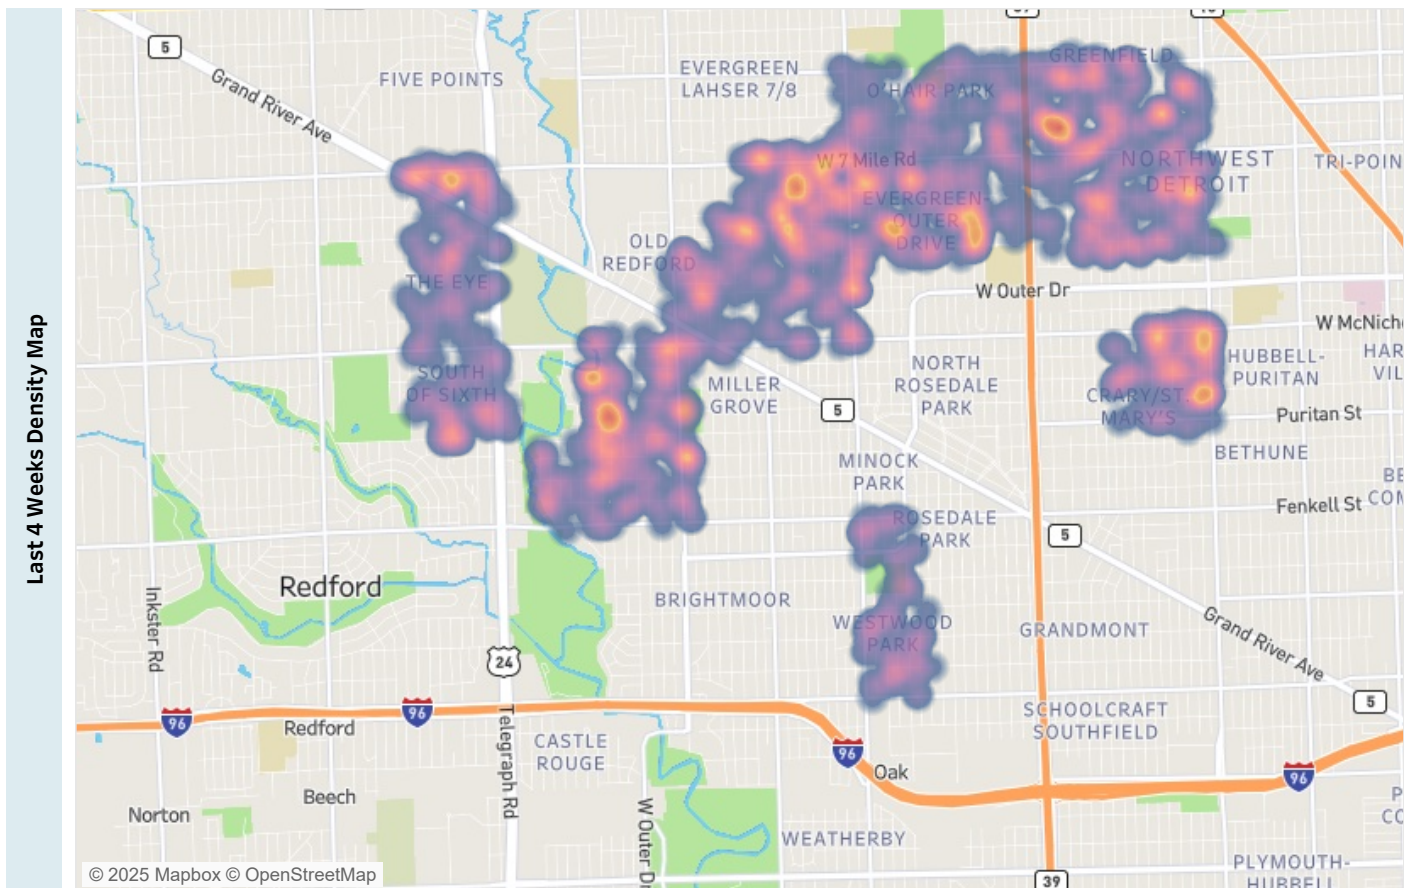 Last 4 Weeks Density Map
5
Grand River Ave
FIVE POINTS
EVERGREEN
LAHSER 7/8
O'HAIR PARK
GREENFIELD
W 7 Mile Rd
NORTHWEST
DETROIT
TRI-POIN
EVERGREEN-
OUTER
DRIVE
OLD
REDFORD
THE EYE
W Outer Dr
W McNich
SOUTH
OF SIXTH
MILLER
GROVE
NORTH
ROSEDALE
PARK
HUBBELL-
PURITAN
HAR
VIL
CRARY/ST.
MARY'S
5
Puritan St
MINOCK
PARK
BETHUNE
BE
COM
Fenkell St
ROSEDALE
PARK
5
Redford
Inkster Rd
BRIGHTMOOR
WESTWOOD
PARK
GRANDMONT
Grand River Ave
24
5
96
96
Redford
Telegraph Rd
CASTLE
ROUGE
SCHOOLCRAFT
SOUTHFIELD
96
Oak
96
Beech
Norton
W Outer Dr
WEATHERBY
P
CO
PLYMOUTH-
HUBBELL
39
© 2025 Mapbox © OpenStreetMap